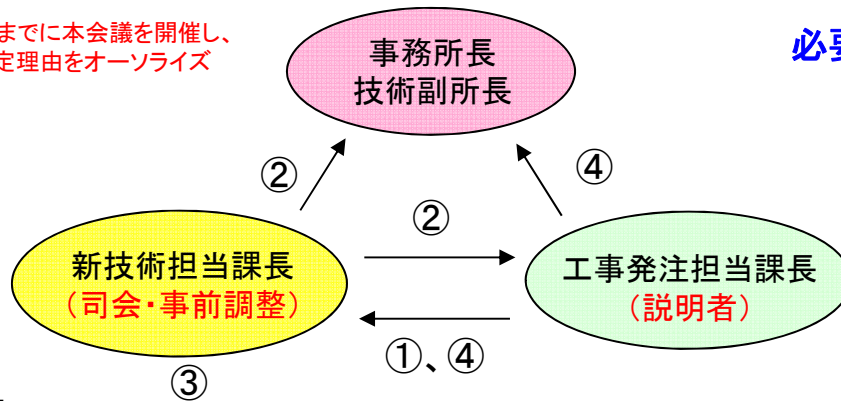 までに本会議を開催し、
定理由をオーソライズ
必要
事務所長
技術副所長
②
④
②
新技術担当課長
（司会・事前調整）
工事発注担当課長
（説明者）
①、④
③